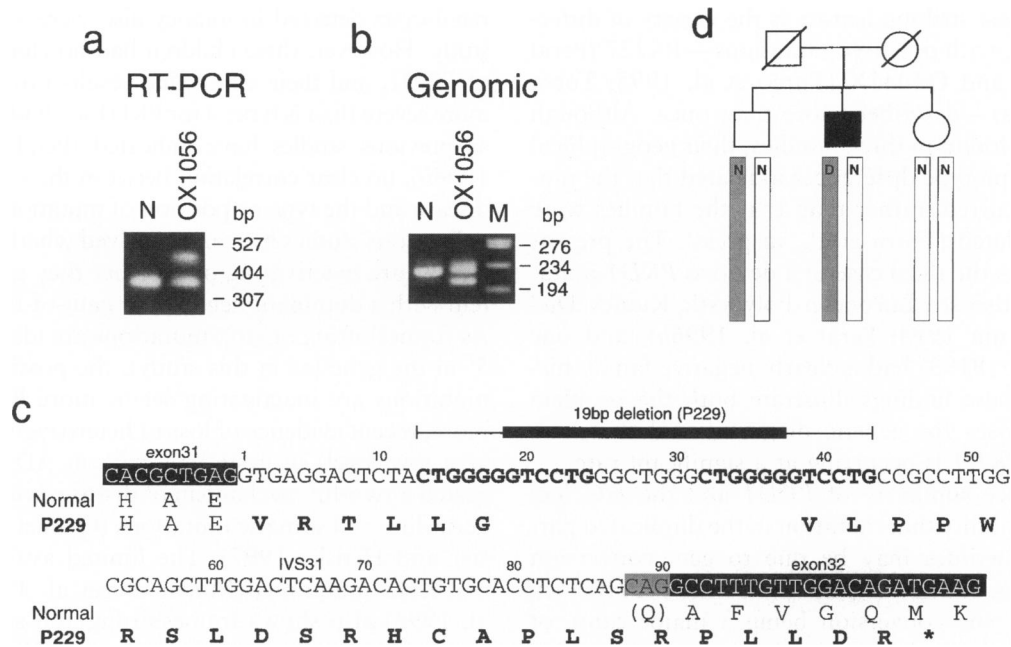 a
RT-PCR
N
OX1056
bp
527
404
307
b
Genomic
N
OX1056
M
bp
276
234
194
d
N N D N N N
c
19bp deletion (P229)
exon31 1 10 20 30 40 50
CACGCTGAGGTGAGGACTCTACTGGGGGTCCTGGGCTGGGCTGGGGGTCCTGCCGCCTGG
Normal H A E
P229 H A E V R T L L G V L P P W
60 IVS31 70 80 90 exon32
CGCAGCTTGGACTCAAGACACTGTGCACCTCTCAGCAGGCCTTTGTTGGACAGATGAAG
Normal (Q) A F V G Q M K
P229 R S L D S R H C A P L S R P L L D R *